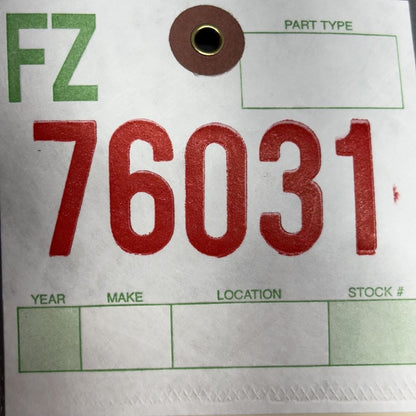 FZ
PART TYPE
76031
YEAR MAKE LOCATION STOCK #